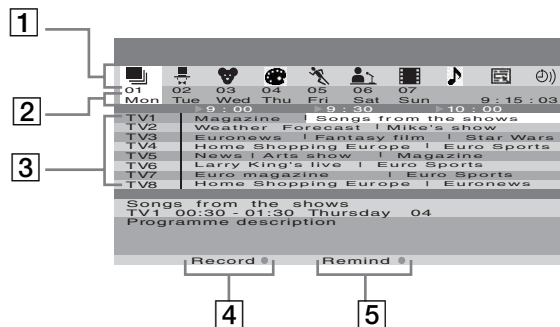 1
01 02 03 04 05 06 07
2
Mon Tue Wed Thu Fri Sat Sun 9 : 15 : 03
9 : 00 9 : 30 10 : 00
TV1 Magazine | Songs from the shows
TV2 Weather Forecast | Mike's show
TV3 Euronews | Fantasy film | Star Wars
TV4 Home Shopping Europe | Euro Sports
3
TV5 News | Arts show | Magazine
TV6 Larry King's live | Euro Sports
TV7 Euro magazine | Euro Sports
TV8 Home Shopping Europe | Euronews
Songs from the shows
TV1 00:30 - 01:30 Thursday 04
Programme description
Record Remind
4 5